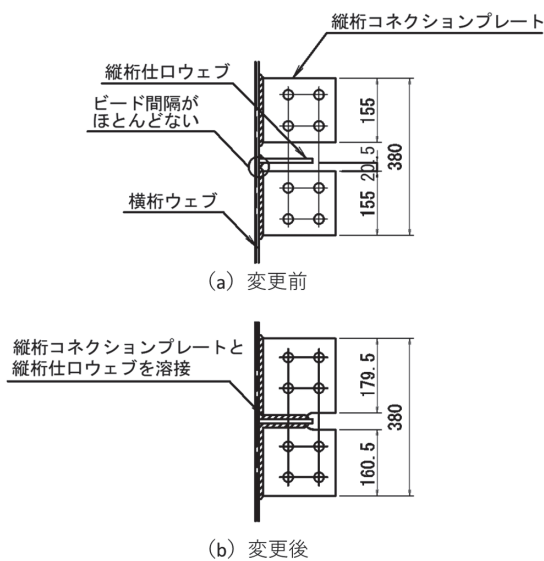 縦桁コネクションプレート
縦桁仕口ウェブ
ビード間隔が
ほとんどない
横桁ウェブ
155
20.5
155
380
(a) 変更前
縦桁コネクションプレートと
縦桁仕口ウェブを溶接
179.5
160.5
380
(b) 変更後